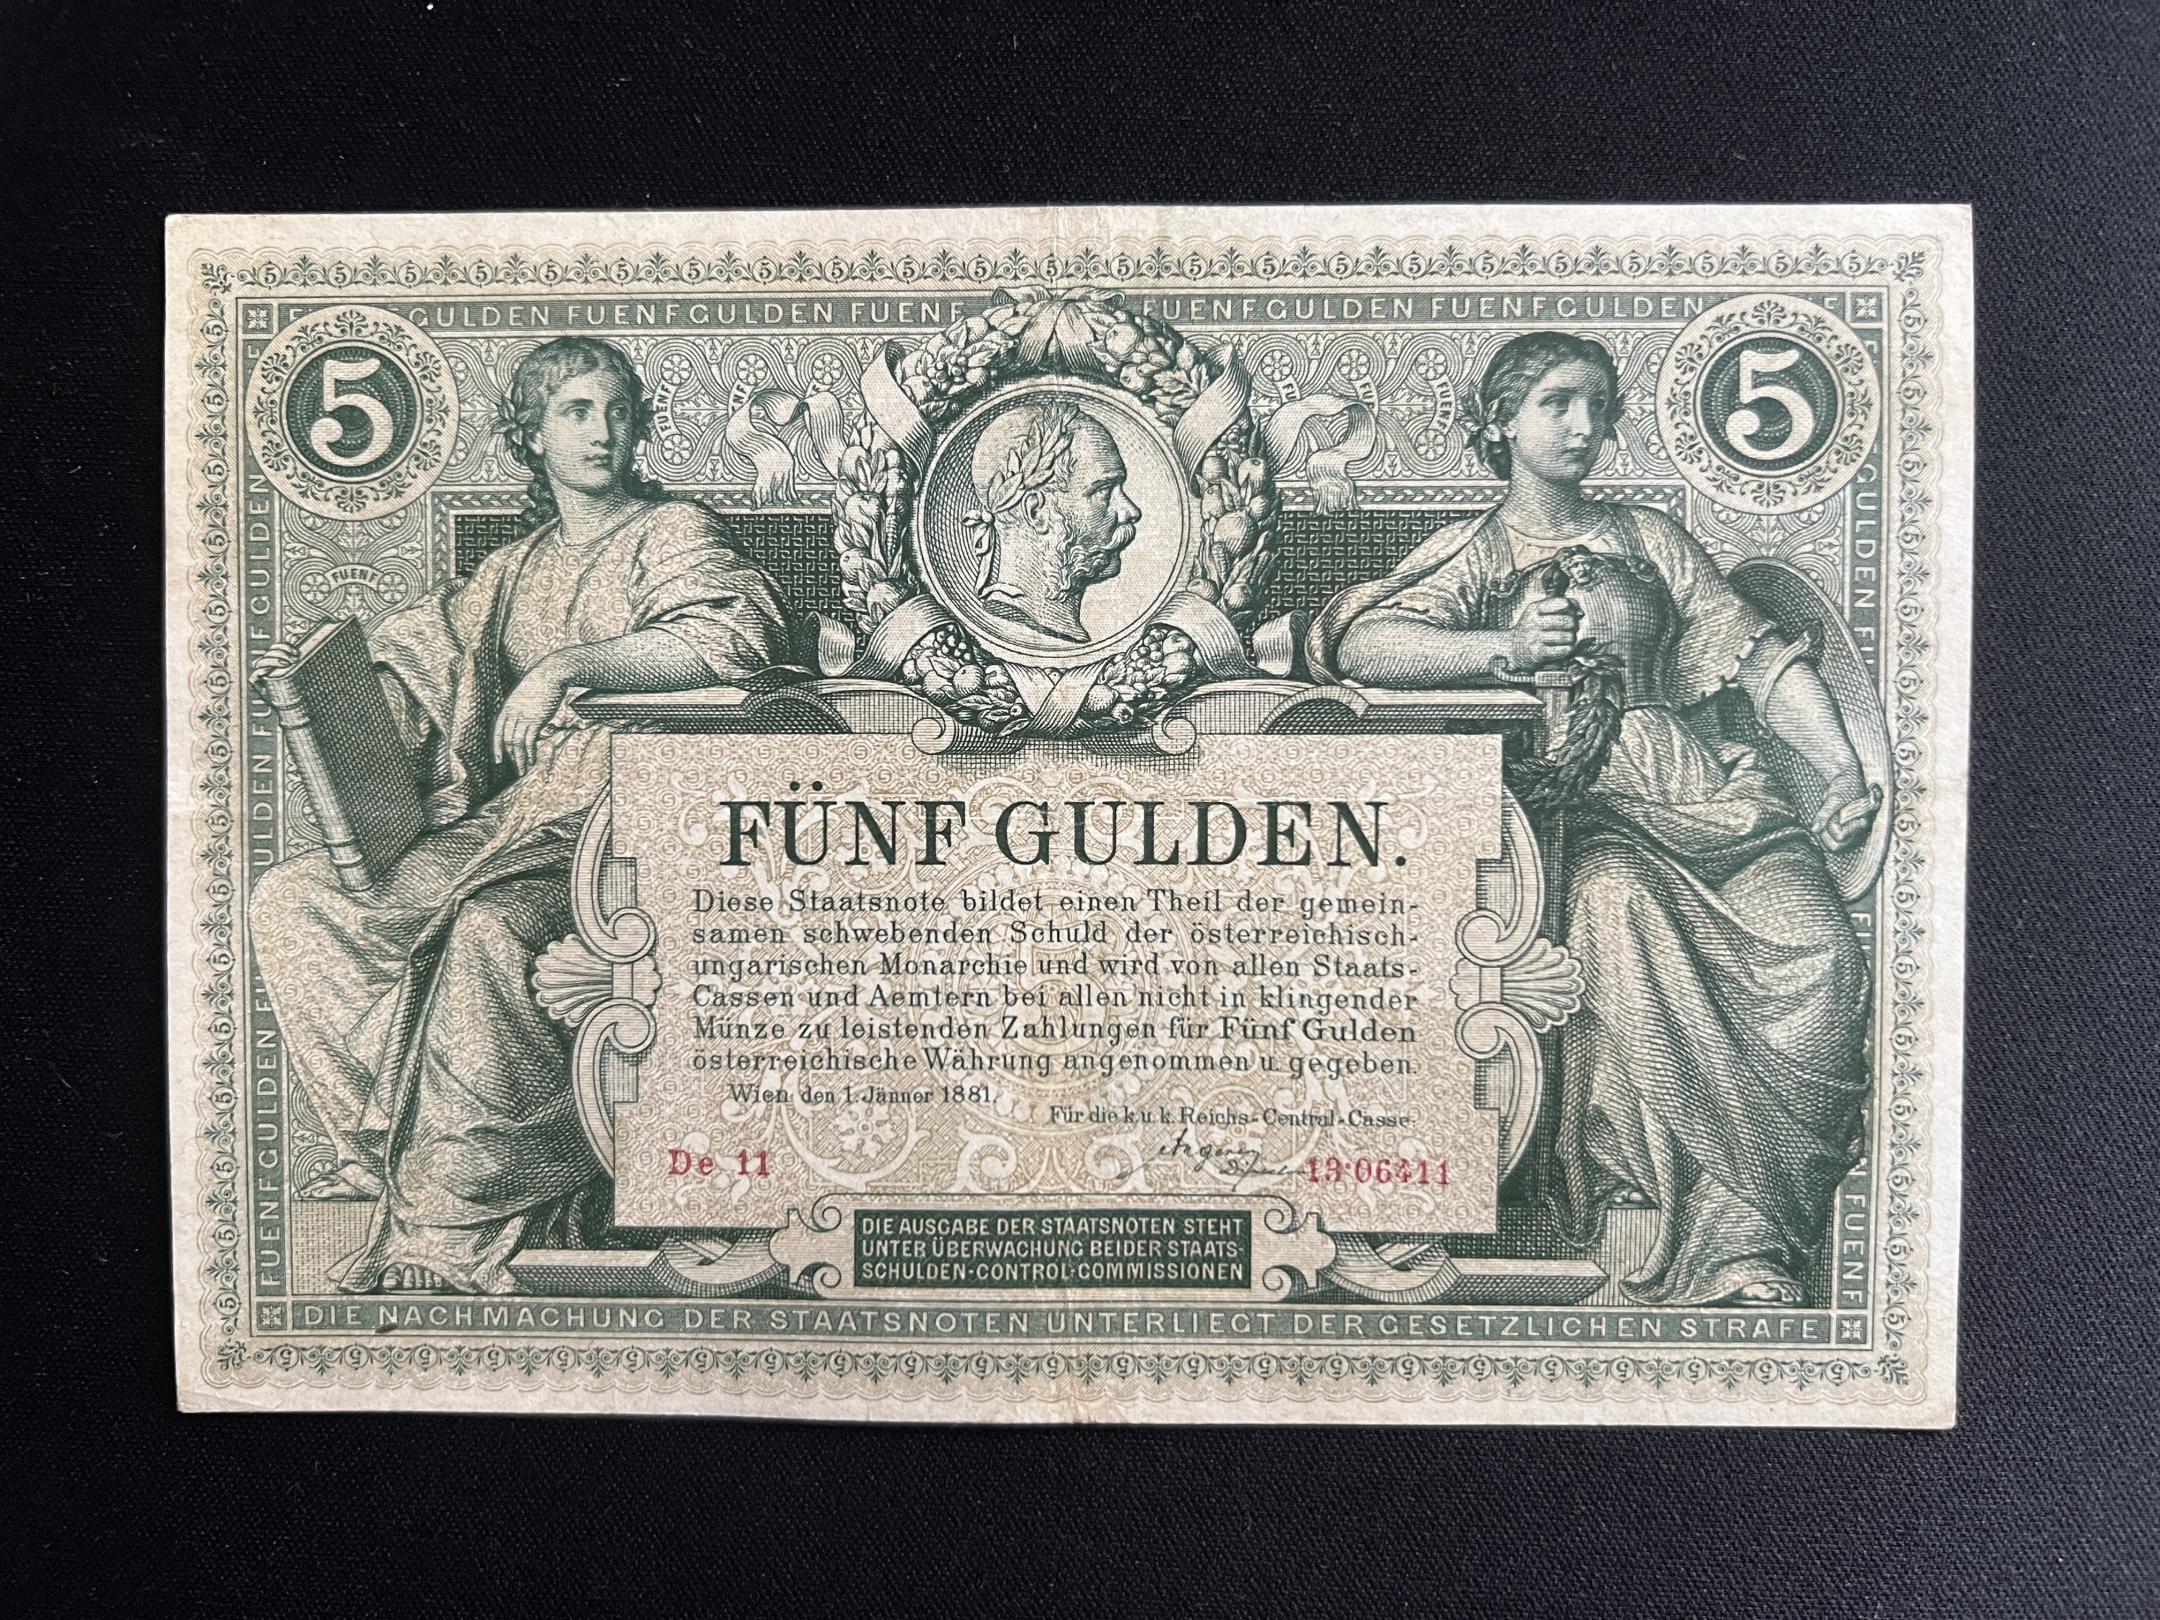 GULDEN FUENFGULDEN FUENF FUENFGULDEN FUENFGULDEN
5
5
FUENF
FUENF
FUENF
FÜNF GULDEN.
Diese Staatsnote bildet einen Theil der gemein-
samen schwebenden Schuld der österreichisch-
ungarischen Monarchie und wird von allen Staats-
Cassen und Aemtern bei allen nicht in klingender
Münze zu leistenden Zahlungen für Fünf Gulden
österreichische Währung angenommen u. gegeben.
Wien den 1. Jänner 1881.
Für die k. u. k. Reichs-Central-Casse:
De 11
13·06411
DIE AUSGABE DER STAATSNOTEN STEHT
UNTER ÜBERWACHUNG BEIDER STAATS-
SCHULDEN-CONTROL-COMMISSIONEN
DIE NACHMACHUNG DER STAATSNOTEN UNTERLIEGT DER GESETZLICHEN STRAFE